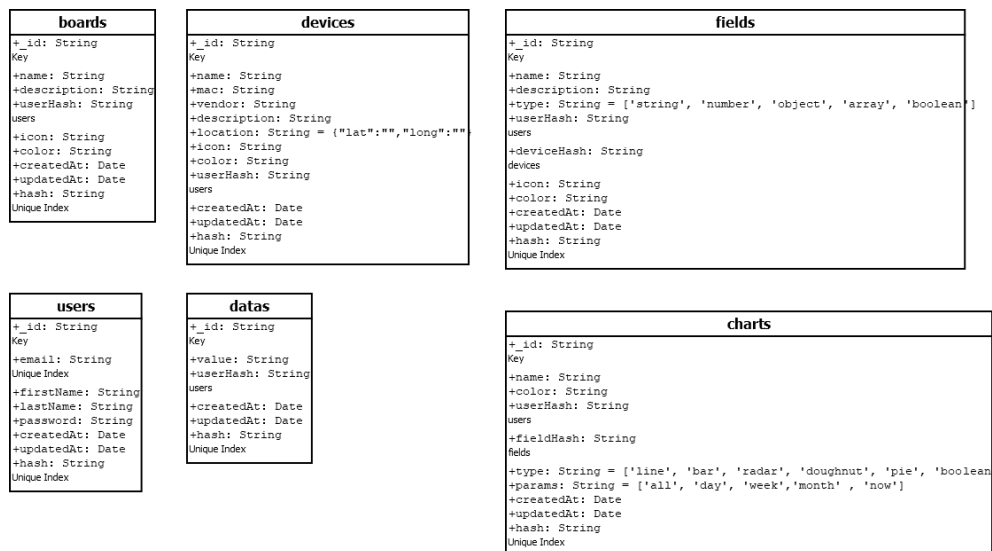 boards
+_id: String
Key
+name: String
+description: String
+userHash: String
users
+icon: String
+color: String
+createdAt: Date
+updatedAt: Date
+hash: String
Unique Index
devices
+_id: String
Key
+name: String
+mac: String
+vendor: String
+description: String
+location: String = {"lat":"","long":""
+icon: String
+color: String
+userHash: String
users
+createdAt: Date
+updatedAt: Date
+hash: String
Unique Index
fields
+_id: String
Key
+name: String
+description: String
+type: String = ['string', 'number', 'object', 'array', 'boolean']
+userHash: String
users
+deviceHash: String
devices
+icon: String
+color: String
+createdAt: Date
+updatedAt: Date
+hash: String
Unique Index
users
+_id: String
Key
+email: String
Unique Index
+firstName: String
+lastName: String
+password: String
+createdAt: Date
+updatedAt: Date
+hash: String
Unique Index
datas
+_id: String
Key
+value: String
+userHash: String
users
+createdAt: Date
+updatedAt: Date
+hash: String
Unique Index
charts
+_id: String
Key
+name: String
+color: String
+userHash: String
users
+fieldHash: String
fields
+type: String = ['line', 'bar', 'radar', 'doughnut', 'pie', 'boolean
+params: String = ['all', 'day', 'week','month' , 'now']
+createdAt: Date
+updatedAt: Date
+hash: String
Unique Index